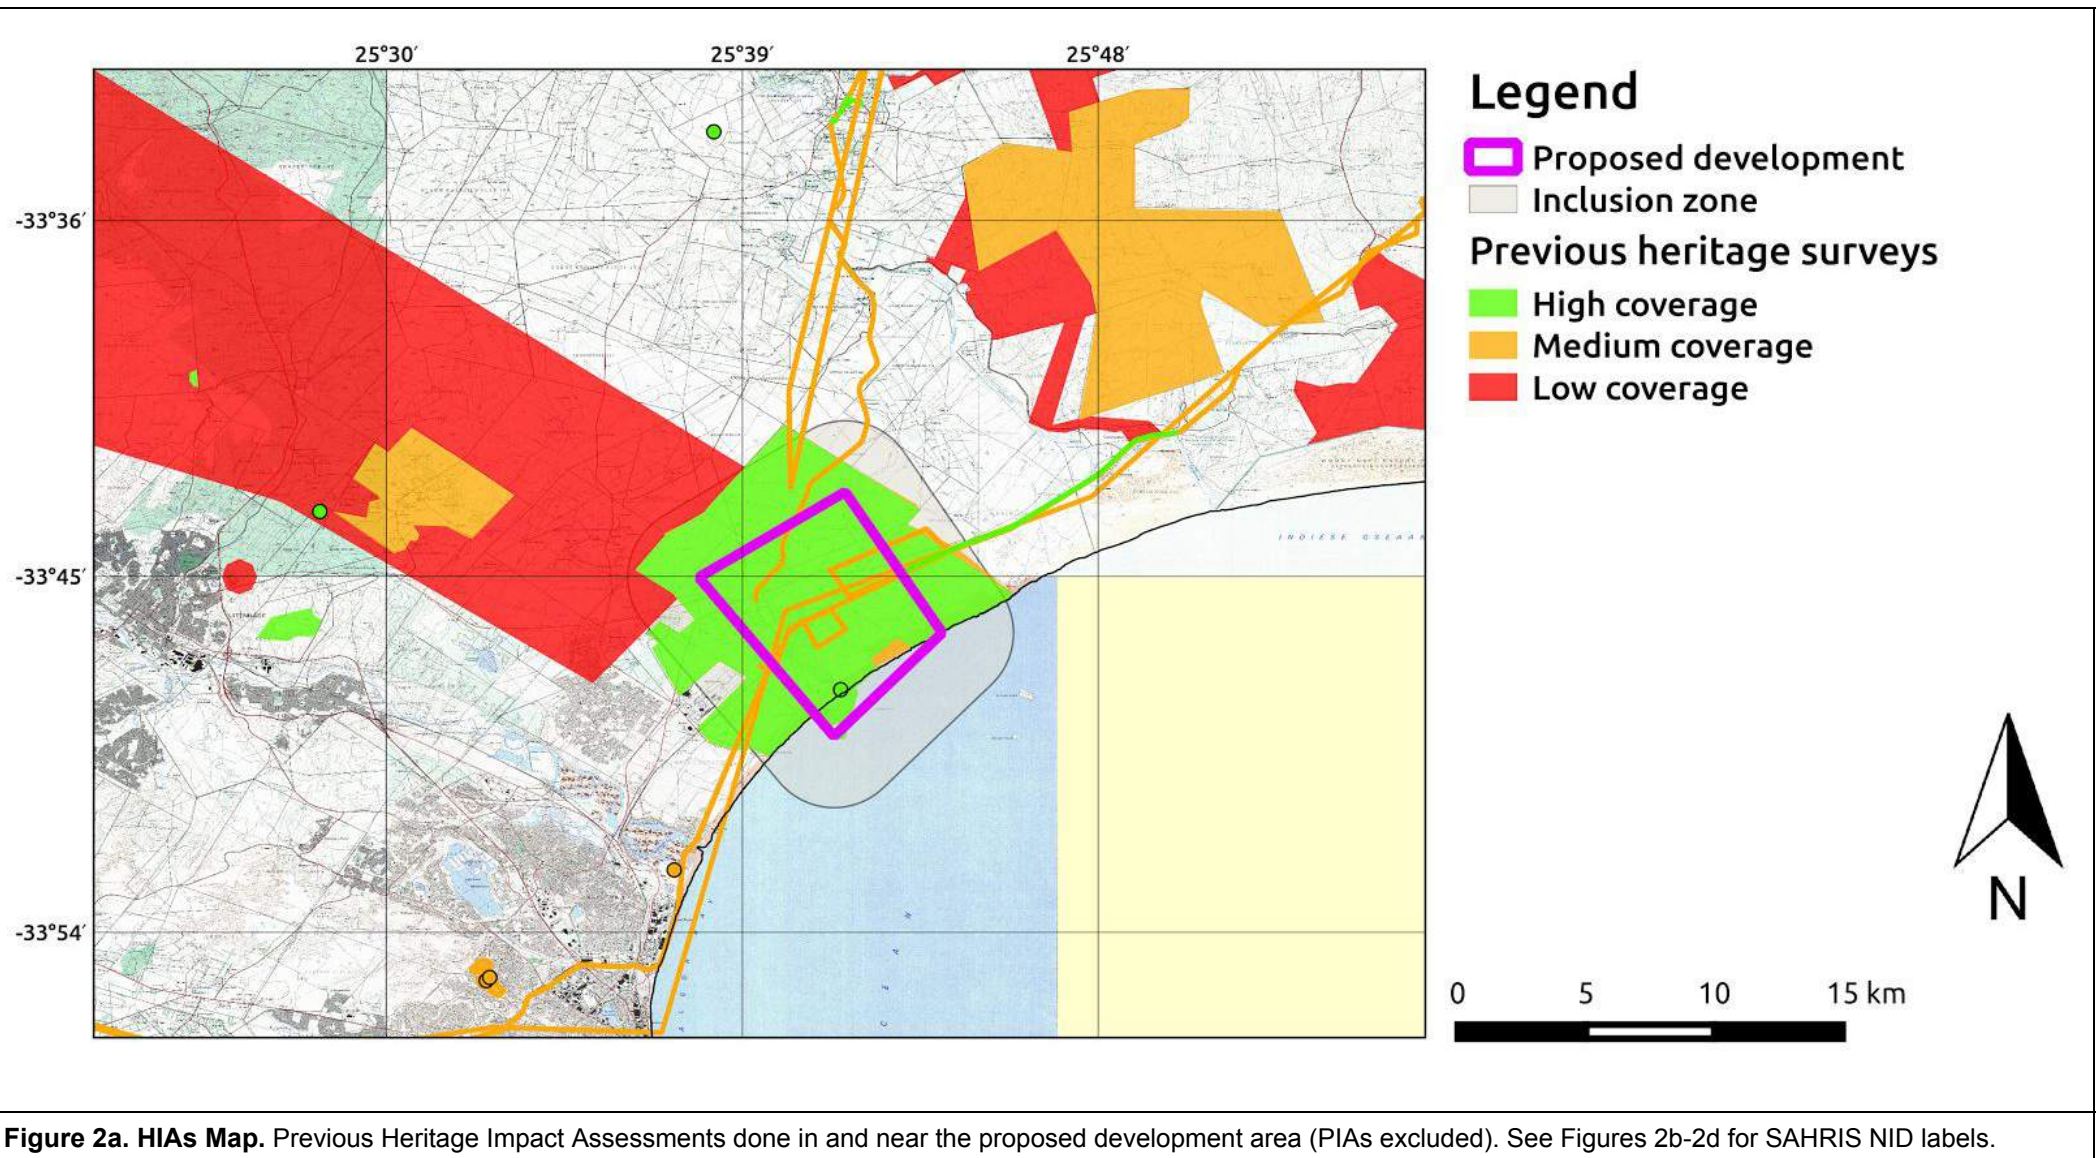 25°30′ 25°39′ 25°48′
-33°36′
-33°45′
-33°54′
INDIESE OSEAAN
Legend
Proposed development
Inclusion zone
Previous heritage surveys
High coverage
Medium coverage
Low coverage
N
0 5 10 15 km
Figure 2a. HIAs Map. Previous Heritage Impact Assessments done in and near the proposed development area (PIAs excluded). See Figures 2b-2d for SAHRIS NID labels.